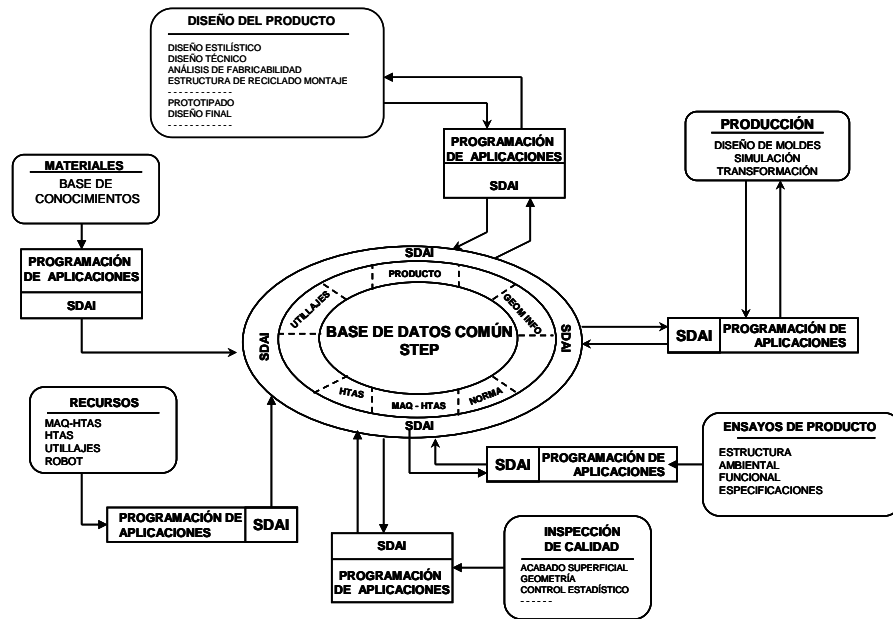 DISEÑO DEL PRODUCTO
DISEÑO ESTILÍSTICO
DISEÑO TÉCNICO
ANÁLISIS DE FABRICABILIDAD
ESTRUCTURA DE RECICLADO MONTAJE
- - - - - - - - - - - -
PROTOTIPADO
DISEÑO FINAL
- - - - - - - - - - - -
PROGRAMACIÓN
DE APLICACIONES
SDAI
PRODUCCIÓN
DISEÑO DE MOLDES
SIMULACIÓN
TRANSFORMACIÓN
MATERIALES
BASE DE
CONOCIMIENTOS
PROGRAMACIÓN
DE APLICACIONES
SDAI
SDAI
PRODUCTO
UTILLAJES
GEOM INFO
SDAI
SDAI
BASE DE DATOS COMÚN
STEP
HTAS
MAQ - HTAS
NORMA
SDAI
SDAI
PROGRAMACIÓN DE
APLICACIONES
RECURSOS
MAQ-HTAS
HTAS
UTILLAJES
ROBOT
PROGRAMACIÓN DE
APLICACIONES
SDAI
SDAI
PROGRAMACIÓN DE
APLICACIONES
ENSAYOS DE PRODUCTO
ESTRUCTURA
AMBIENTAL
FUNCIONAL
ESPECIFICACIONES
SDAI
PROGRAMACIÓN
DE APLICACIONES
INSPECCIÓN
DE CALIDAD
ACABADO SUPERFICIAL
GEOMETRÍA
CONTROL ESTADÍSTICO
- - - - - -